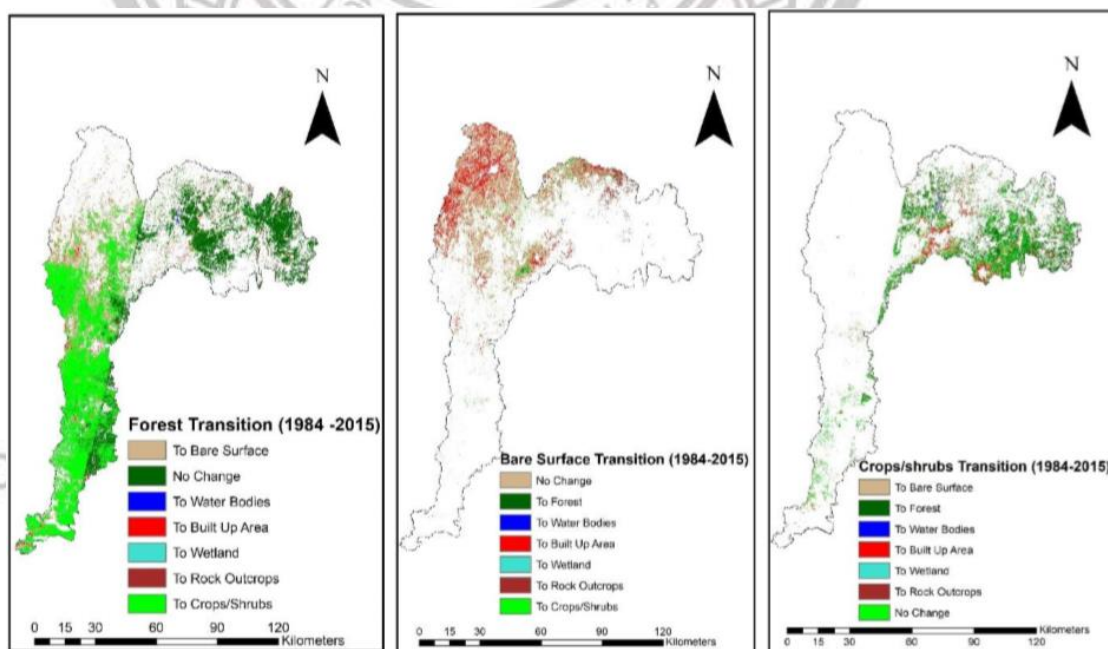 N
Forest Transition (1984 -2015)
To Bare Surface
No Change
To Water Bodies
To Built Up Area
To Wetland
To Rock Outcrops
To Crops/Shrubs
0 15 30 60 90 120
Kilometers
N
Bare Surface Transition (1984-2015)
No Change
To Forest
To Water Bodies
To Built Up Area
To Wetland
To Rock Outcrops
To Crops/Shrubs
0 15 30 60 90 120
Kilometers
N
Crops/shrubs Transition (1984-2015)
To Bare Surface
To Forest
To Water Bodies
To Built Up Area
To Wetland
To Rock Outcrops
No Change
Kilometers
0 15 30 60 90 120